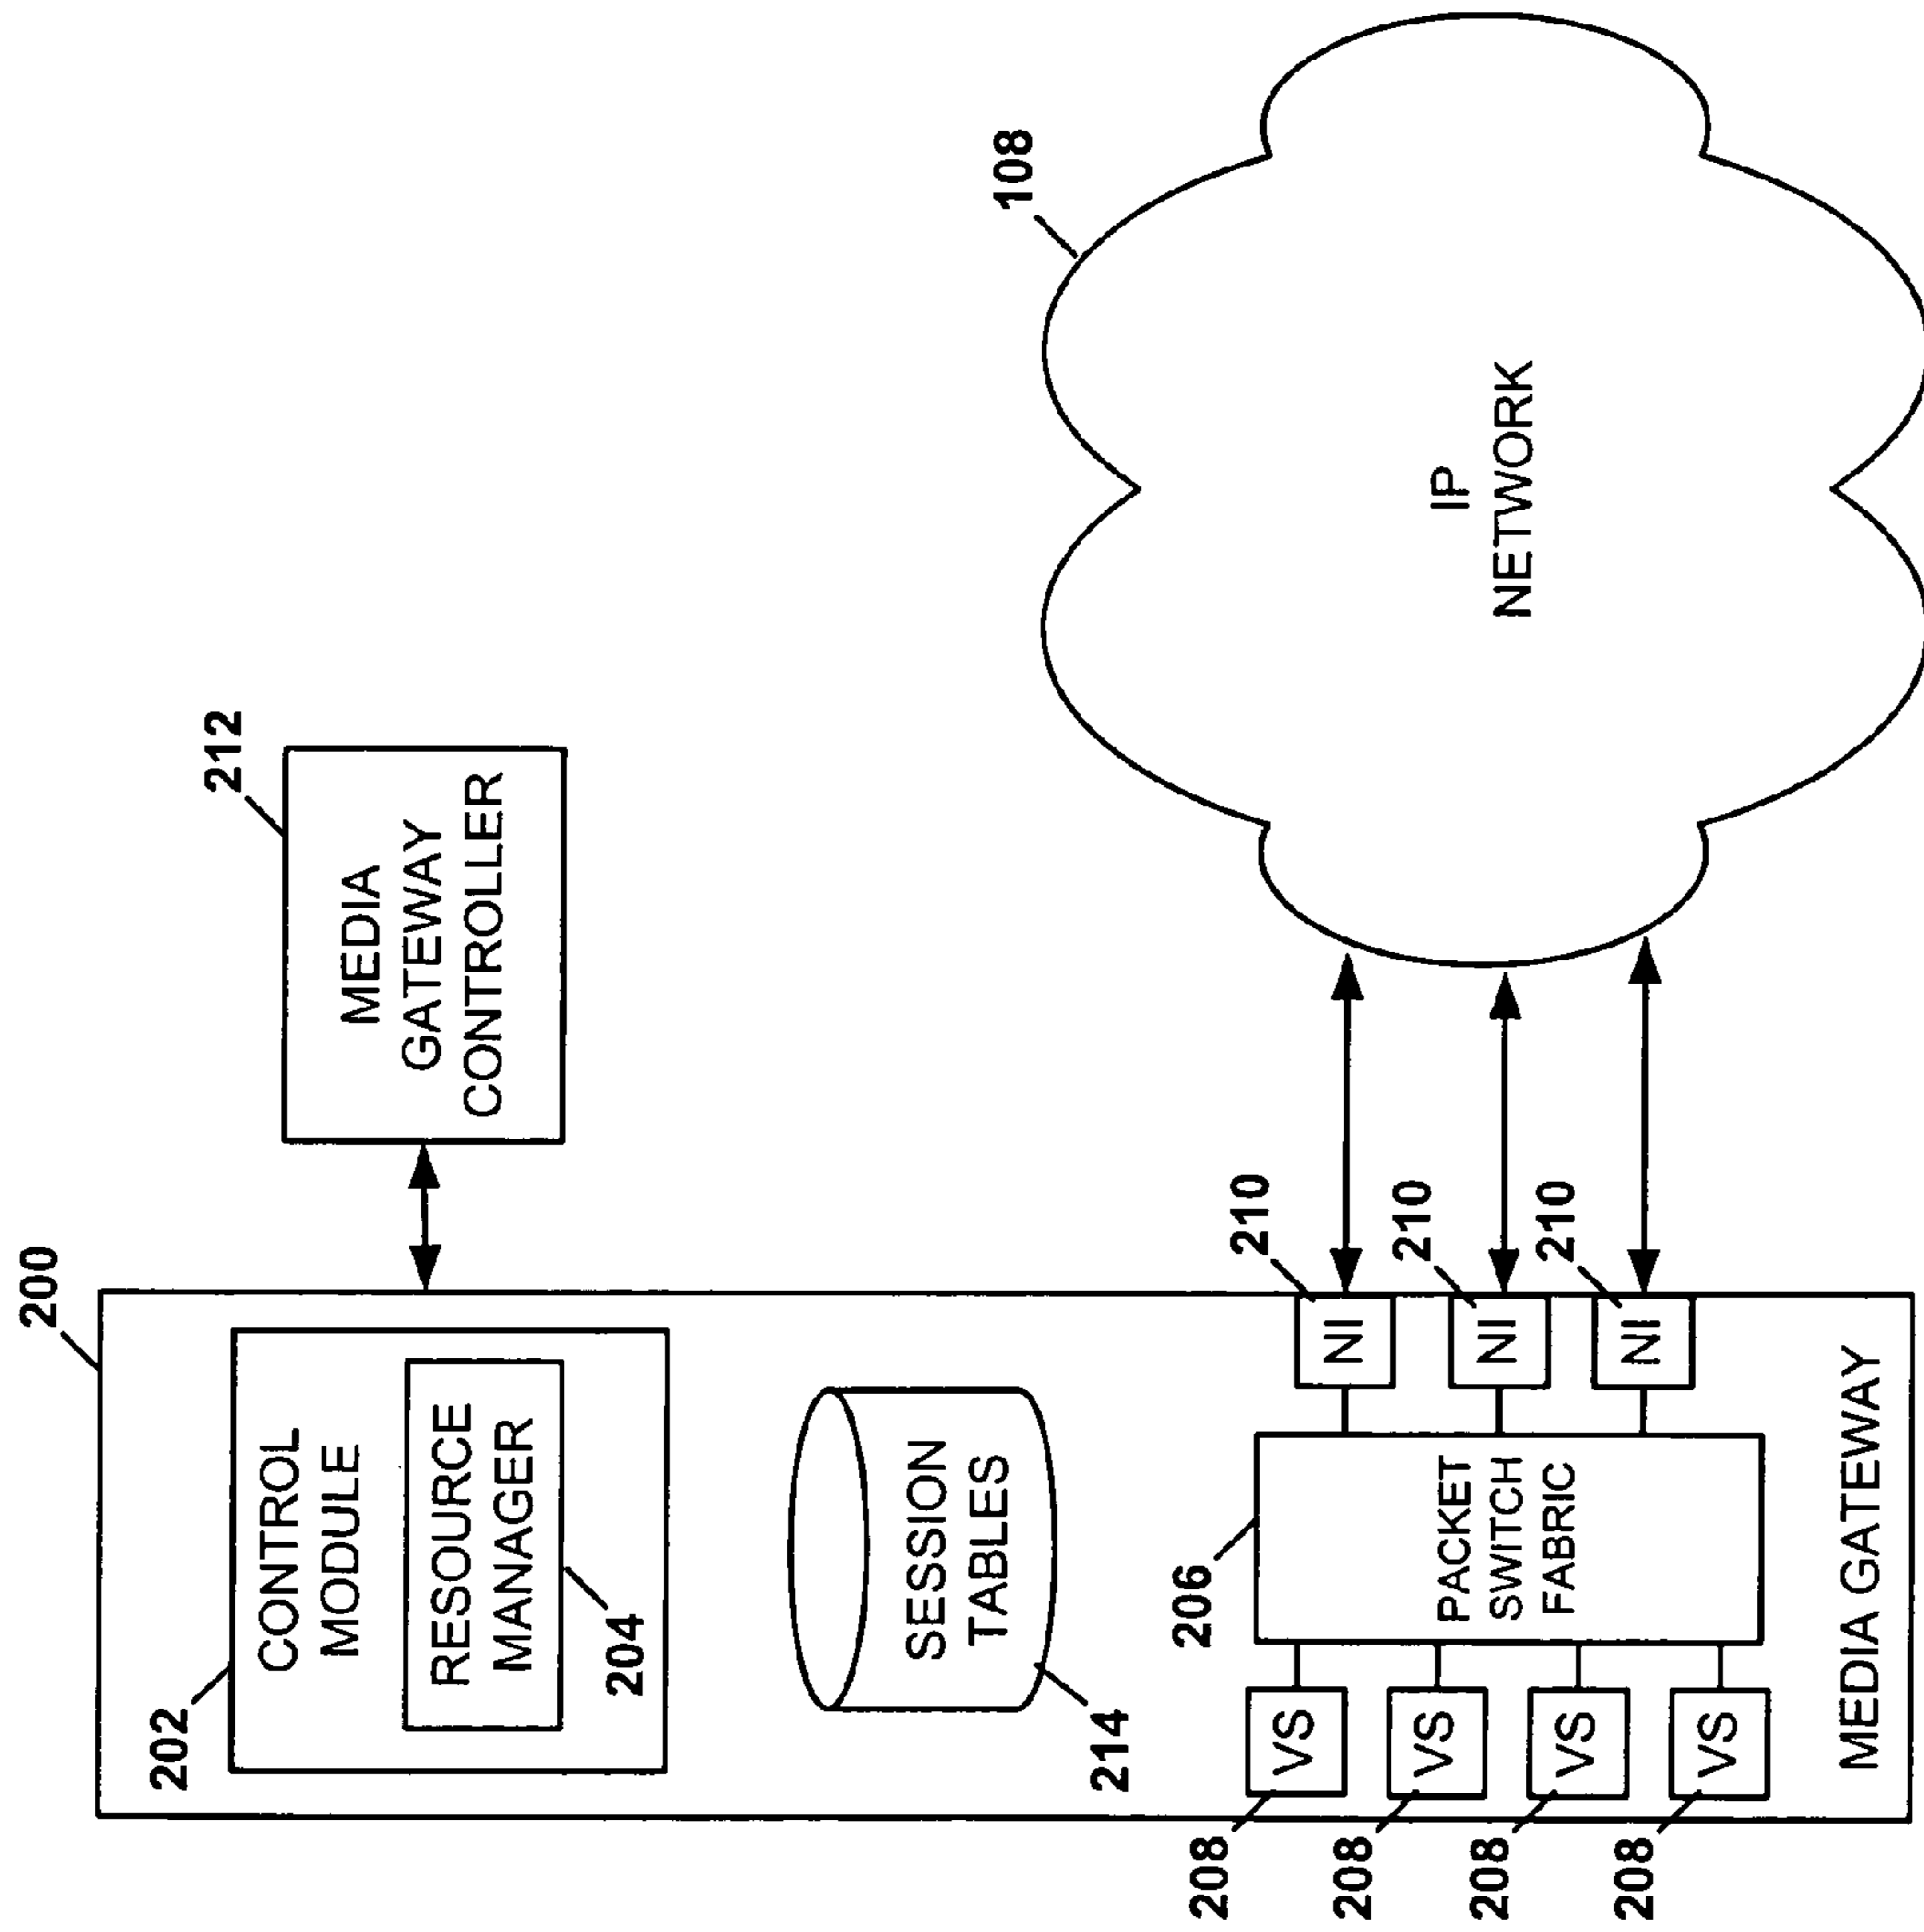 200
202
CONTROL
MODULE
RESOURCE
MANAGER
204
212
MEDIA
GATEWAY
CONTROLLER
SESSION
TABLES
214
108
IP
NETWORK
206
PACKET
SWITCH
FABRIC
208
VS
208
VS
208
VS
208
VS
210
NI
210
NI
210
NI
MEDIA GATEWAY